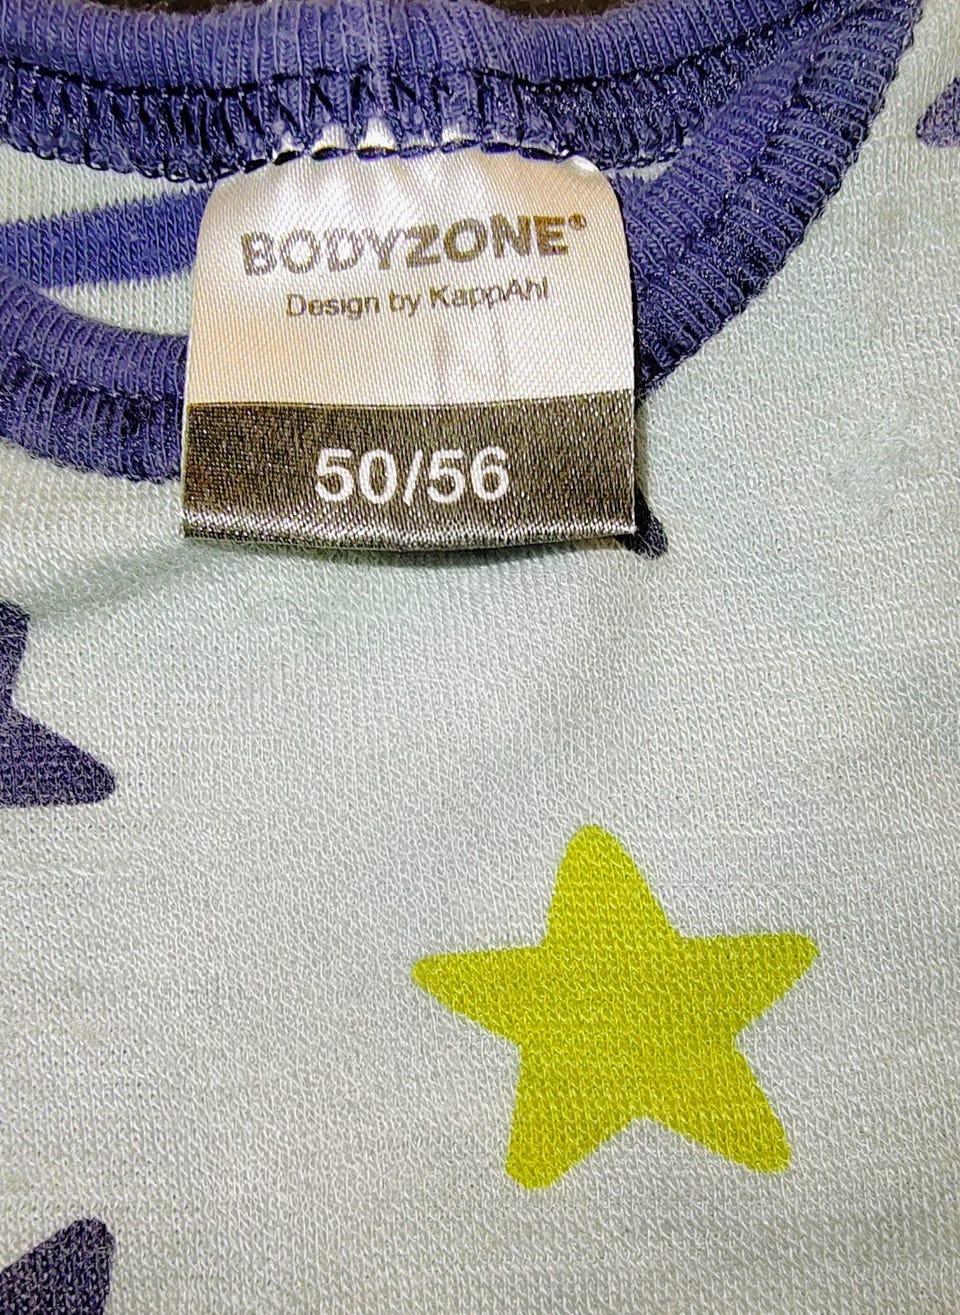 BODYZONE®
Design by KappAhl
50/56